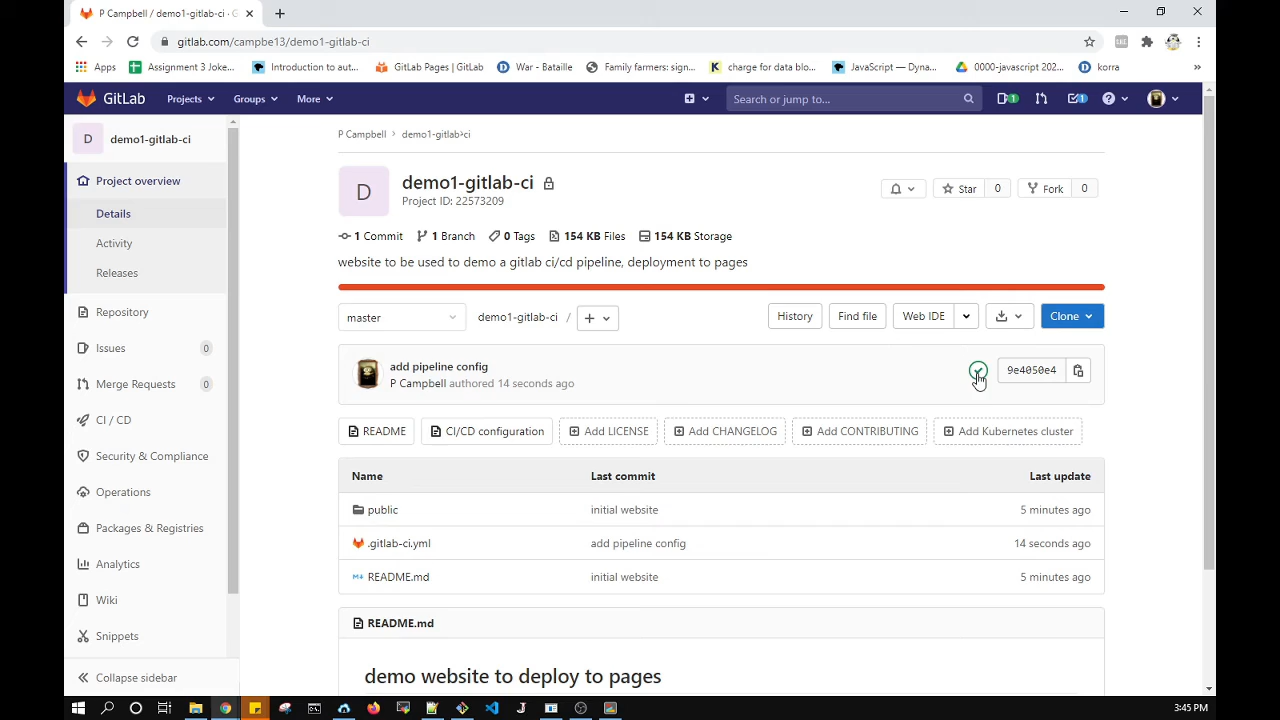 P Campbell / demo1-gitlab-ci · G
gitlab.com/campbe13/demo1-gitlab-ci
Apps
Assignment 3 Joke...
Introduction to aut...
GitLab Pages | GitLab
War - Bataille
Family farmers: sign...
charge for data blo...
JavaScript — Dyna...
0000-javascript 202...
korra
»
GitLab
Projects
Groups
More
Search or jump to...
1
1
D
demo1-gitlab-ci
Project overview
Details
Activity
Releases
Repository
Issues
0
Merge Requests
0
CI / CD
Security & Compliance
Operations
Packages & Registries
Analytics
Wiki
Snippets
Collapse sidebar
P Campbell > demo1-gitlab-ci
D
demo1-gitlab-ci
Project ID: 22573209
Star
0
Fork
0
1 Commit
1 Branch
0 Tags
154 KB Files
154 KB Storage
website to be used to demo a gitlab ci/cd pipeline, deployment to pages
master
demo1-gitlab-ci /
History
Find file
Web IDE
Clone
add pipeline config
P Campbell authored 14 seconds ago
9e4050e4
README
CI/CD configuration
Add LICENSE
Add CHANGELOG
Add CONTRIBUTING
Add Kubernetes cluster
Name
Last commit
Last update
public
initial website
5 minutes ago
.gitlab-ci.yml
add pipeline config
14 seconds ago
README.md
initial website
5 minutes ago
README.md
demo website to deploy to pages
3:45 PM